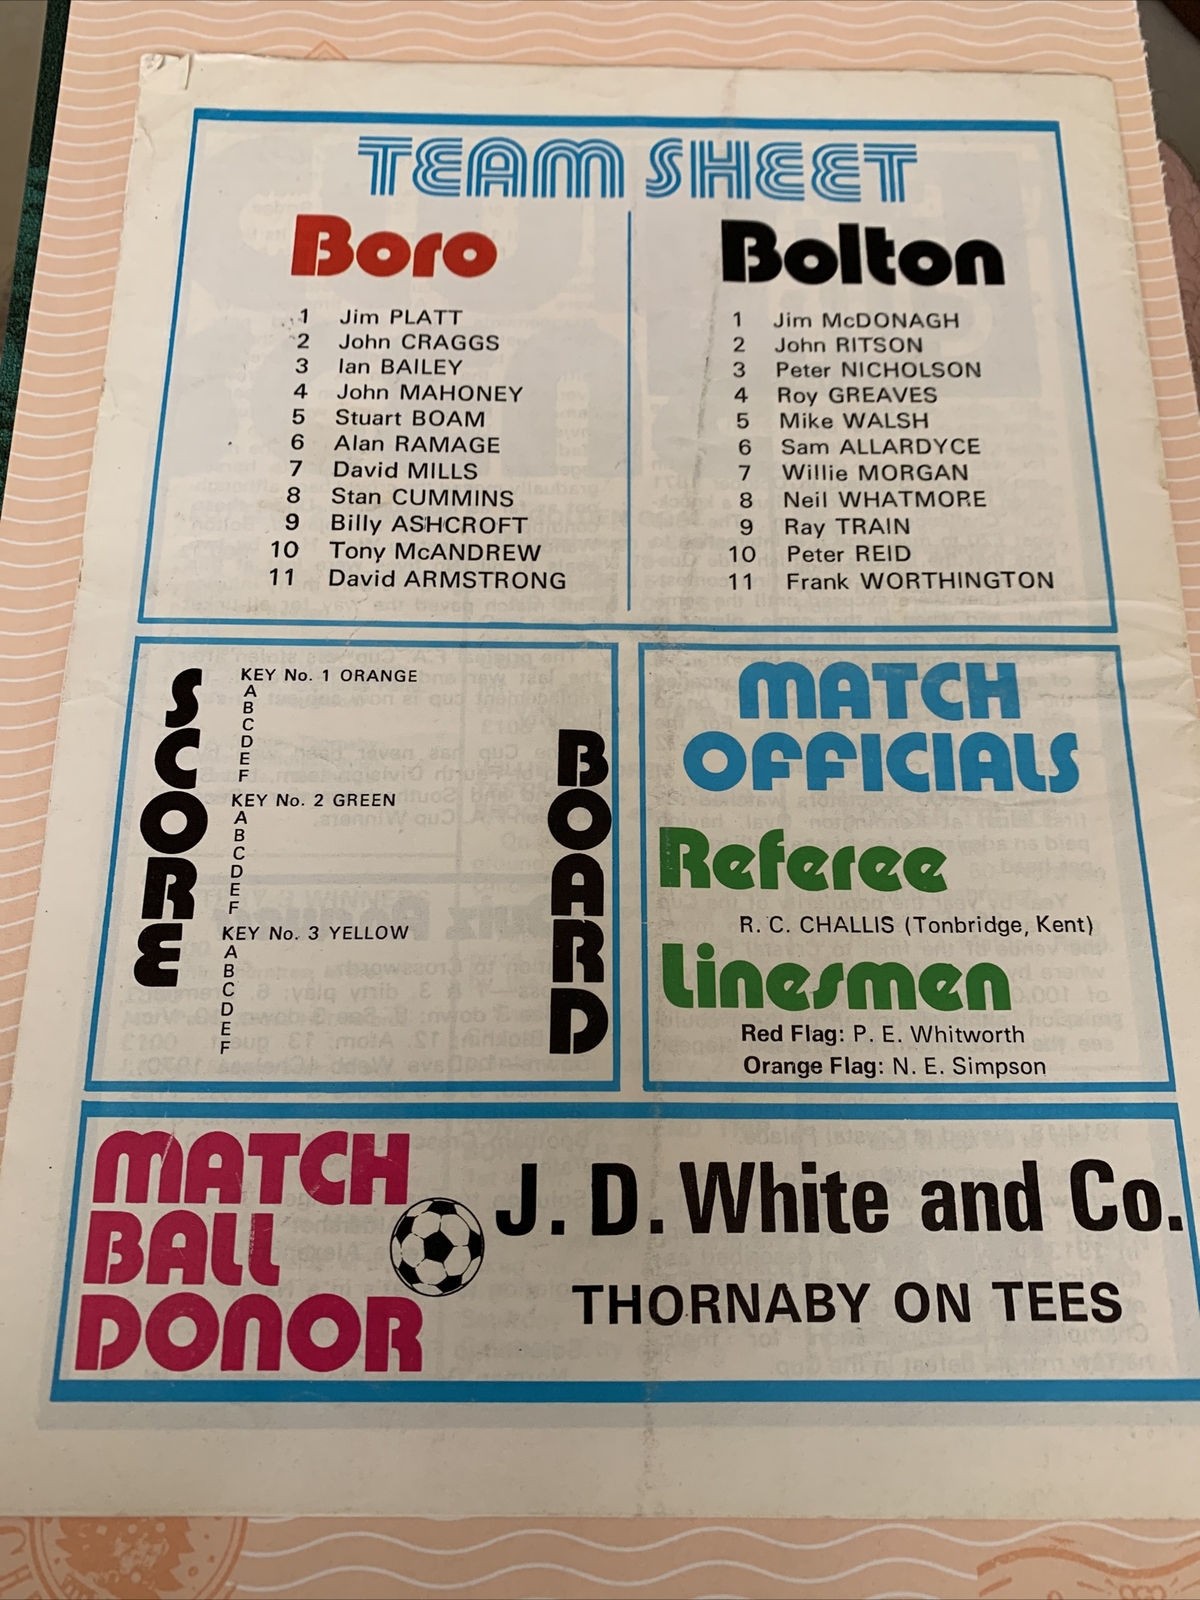 TEAM SHEET
Boro
1 Jim PLATT
2 John CRAGGS
3 Ian BAILEY
4 John MAHONEY
5 Stuart BOAM
6 Alan RAMAGE
7 David MILLS
8 Stan CUMMINS
9 Billy ASHCROFT
10 Tony McANDREW
11 David ARMSTRONG
Bolton
1 Jim McDONAGH
2 John RITSON
3 Peter NICHOLSON
4 Roy GREAVES
5 Mike WALSH
6 Sam ALLARDYCE
7 Willie MORGAN
8 Neil WHATMORE
9 Ray TRAIN
10 Peter REID
11 Frank WORTHINGTON
SCORE
KEY No. 1 ORANGE
A
B
C
D
E
F
KEY No. 2 GREEN
A
B
C
D
E
F
KEY No. 3 YELLOW
A
B
C
D
E
F
BOARD
MATCH
OFFICIALS
Referee
R. C. CHALLIS (Tonbridge, Kent)
Linesmen
Red Flag: P. E. Whitworth
Orange Flag: N. E. Simpson
MATCH
BALL
DONOR
J. D. White and Co.
THORNABY ON TEES